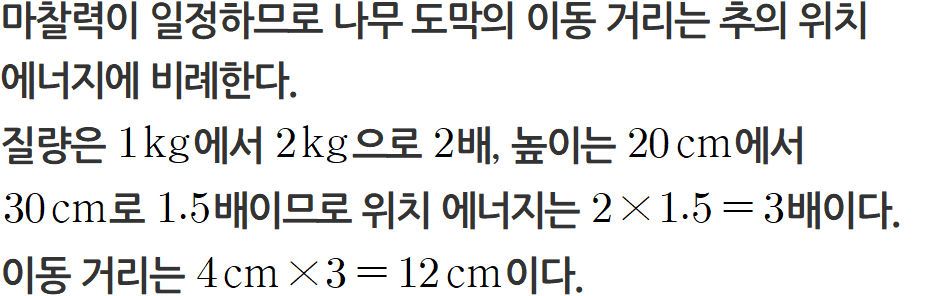 마찰력이 일정하므로 나무 도막의 이동 거리는 추의 위치
에너지에 비례한다.
질량은 1 kg에서 2 kg으로 2배, 높이는 20 cm에서
30 cm로 1.5배이므로 위치 에너지는 2 × 1.5 = 3배이다.
이동 거리는 4 cm × 3 = 12 cm이다.